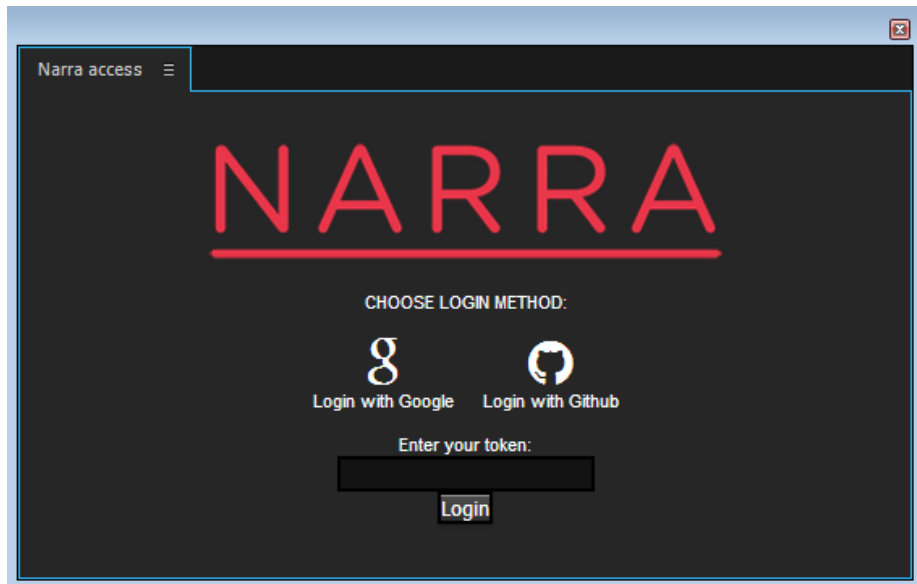 Narra access
NARRA
CHOOSE LOGIN METHOD:
Login with Google Login with Github
Enter your token:
Login